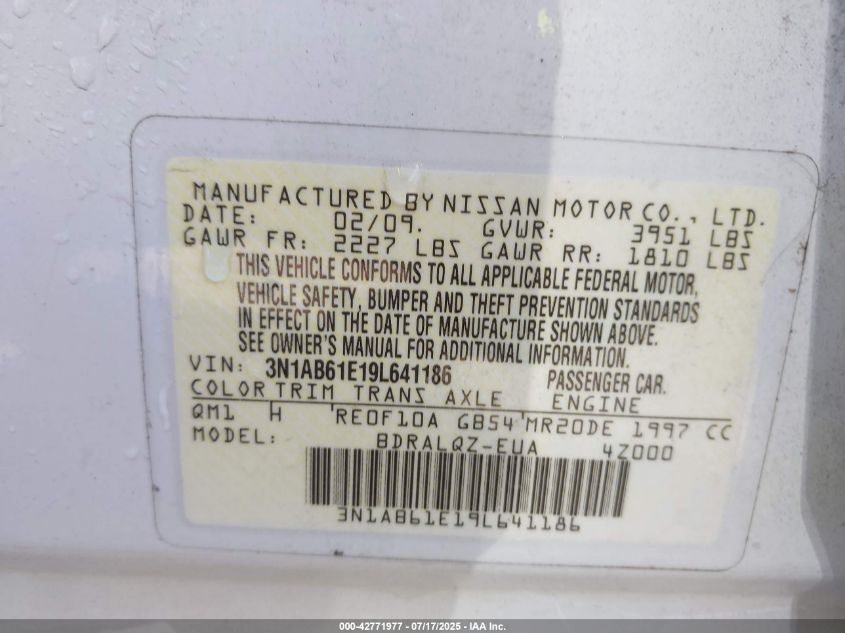 MANUFACTURED BY NISSAN MOTOR CO., LTD.
DATE: 02/09. GVWR: 3951 LBS
GAWR FR: 2227 LBS GAWR RR: 1810 LBS
THIS VEHICLE CONFORMS TO ALL APPLICABLE FEDERAL MOTOR,
VEHICLE SAFETY, BUMPER AND THEFT PREVENTION STANDARDS
IN EFFECT ON THE DATE OF MANUFACTURE SHOWN ABOVE.
SEE OWNER'S MANUAL FOR ADDITIONAL INFORMATION.
VIN: 3N1AB61E19L641186 PASSENGER CAR.
COLOR TRIM TRANS AXLE ENGINE
QM1 H RE0F10A GB54 MR20DE 1997 CC
MODEL: BDRALQZ-EUA 4Z000
3N1AB61E19L641186
000-42771977 - 07/17/2025 - IAA Inc.